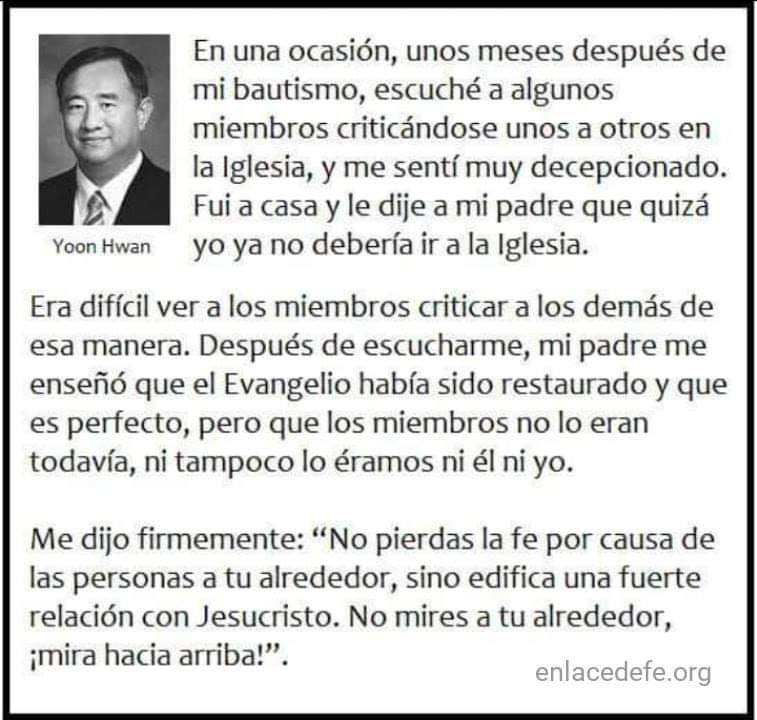 En una ocasión, unos meses después de
mi bautismo, escuché a algunos
miembros criticándose unos a otros en
la Iglesia, y me sentí muy decepcionado.
Fui a casa y le dije a mi padre que quizá
yo ya no debería ir a la Iglesia.
Yoon Hwan
Era difícil ver a los miembros criticar a los demás de
esa manera. Después de escucharme, mi padre me
enseñó que el Evangelio había sido restaurado y que
es perfecto, pero que los miembros no lo eran
todavía, ni tampoco lo éramos ni él ni yo.
Me dijo firmemente: “No pierdas la fe por causa de
las personas a tu alrededor, sino edifica una fuerte
relación con Jesucristo. No mires a tu alrededor,
¡mira hacia arriba!”.
enlacedefe.org